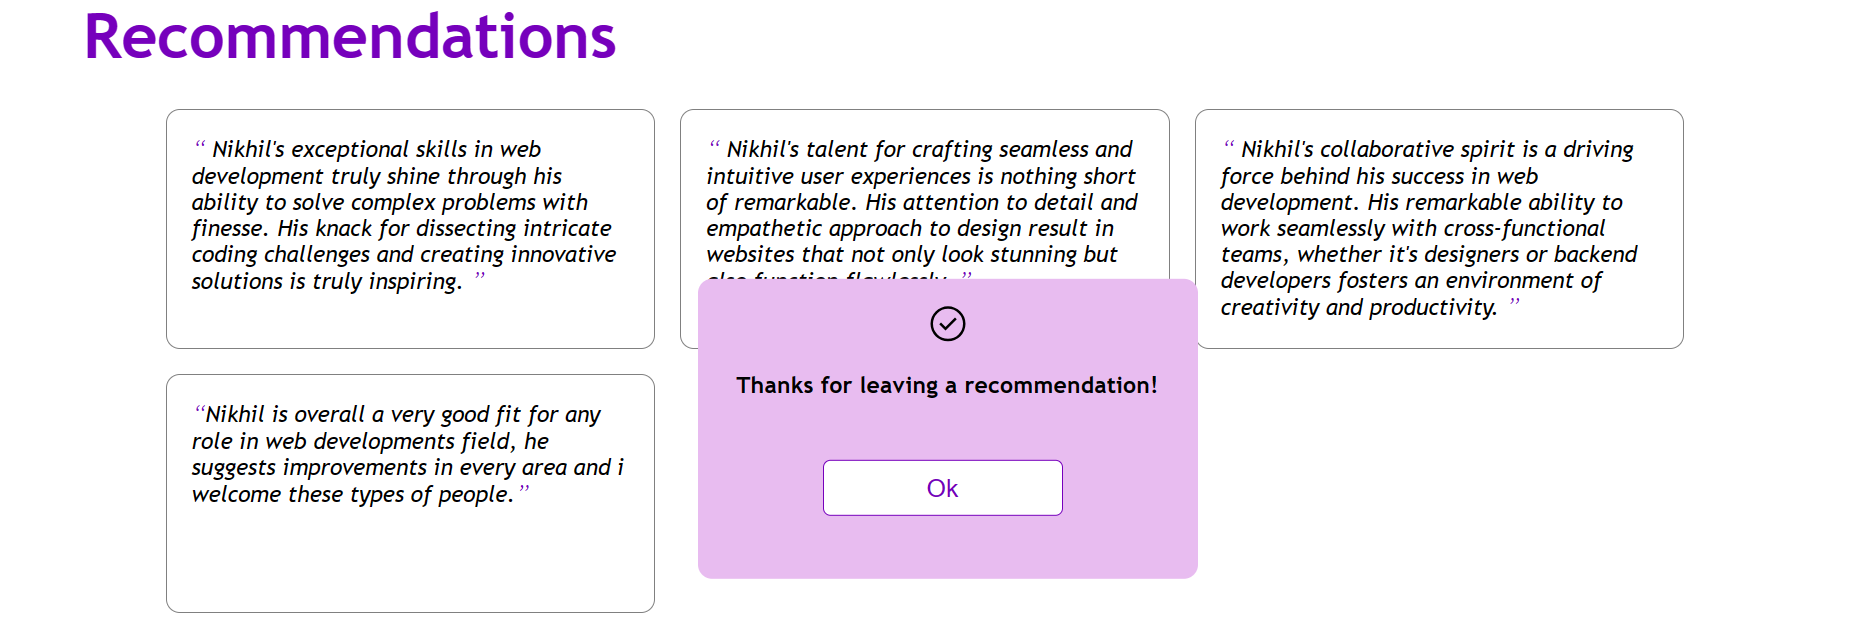 Recommendations
“ Nikhil's exceptional skills in web
development truly shine through his
ability to solve complex problems with
finesse. His knack for dissecting intricate
coding challenges and creating innovative
solutions is truly inspiring. ”
“ Nikhil's talent for crafting seamless and
intuitive user experiences is nothing short
of remarkable. His attention to detail and
empathetic approach to design result in
websites that not only look stunning but
also function flawlessly. ”
“ Nikhil's collaborative spirit is a driving
force behind his success in web
development. His remarkable ability to
work seamlessly with cross-functional
teams, whether it's designers or backend
developers fosters an environment of
creativity and productivity. ”
“Nikhil is overall a very good fit for any
role in web developments field, he
suggests improvements in every area and i
welcome these types of people. ”
Thanks for leaving a recommendation!
Ok